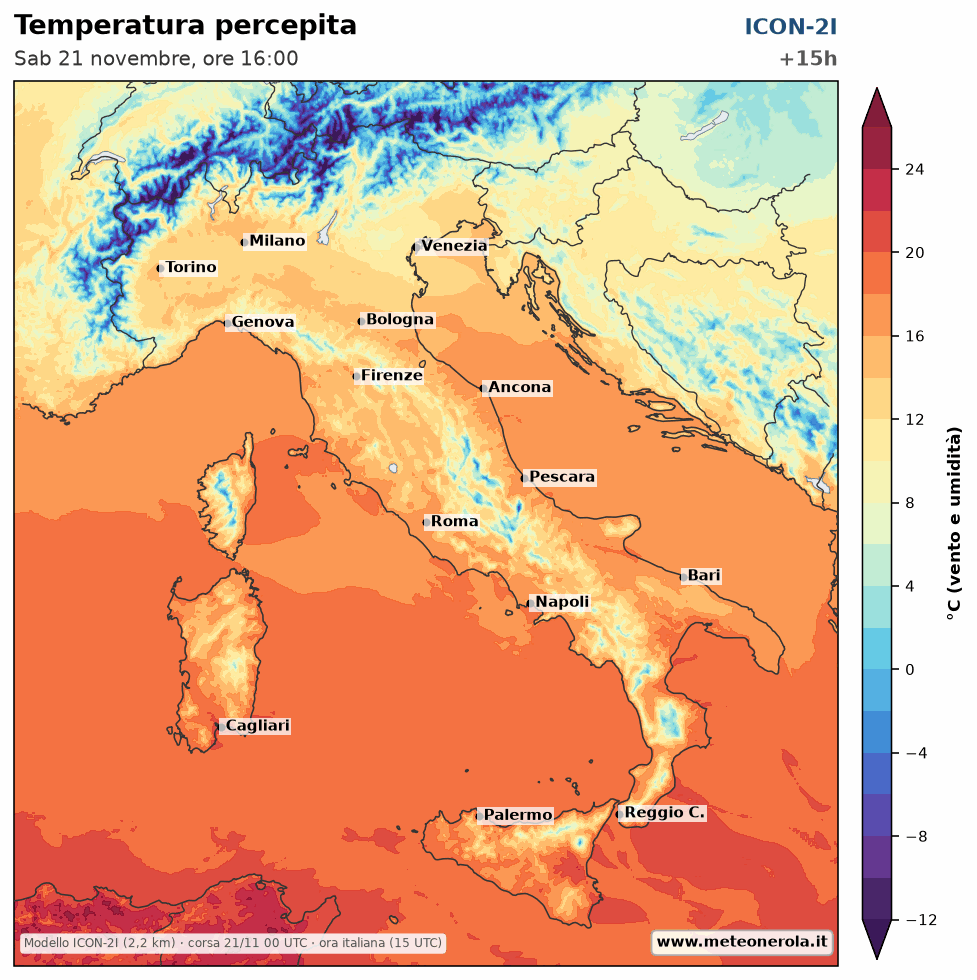 Temperatura percepita
ICON-2I
Sab 21 novembre, ore 16:00
+15h
Milano
Venezia
Torino
Genova
Bologna
Firenze
Ancona
Pescara
Roma
Bari
Napoli
Cagliari
Palermo
Reggio C.
24
20
16
12
8
4
0
−4
−8
−12
°C (vento e umidità)
Modello ICON-2I (2,2 km) · corsa 21/11 00 UTC · ora italiana (15 UTC)
www.meteonerola.it